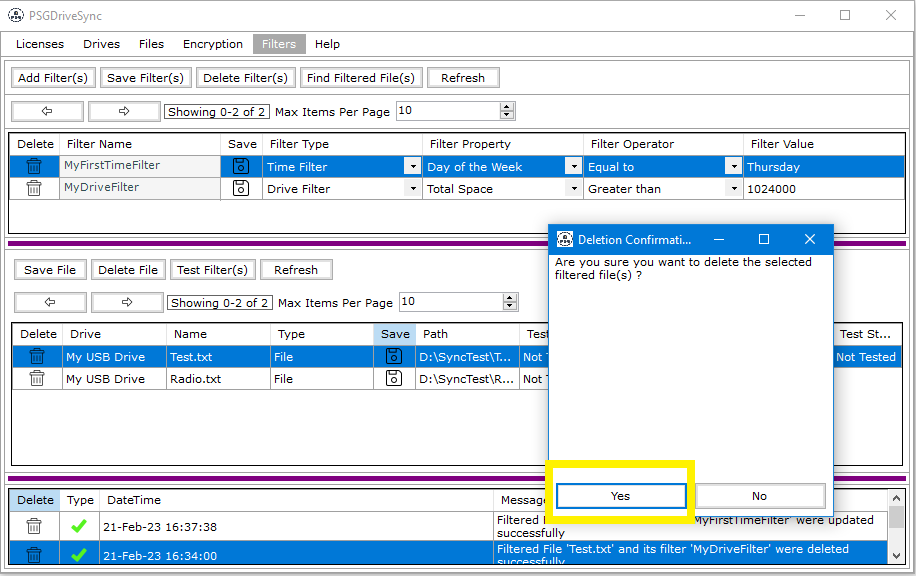 PSGDriveSync
Licenses Drives Files Encryption Filters Help
Add Filter(s) Save Filter(s) Delete Filter(s) Find Filtered File(s) Refresh
Showing 0-2 of 2 Max Items Per Page 10
Delete Filter Name Save Filter Type Filter Property Filter Operator Filter Value
MyFirstTimeFilter Time Filter Day of the Week Equal to Thursday
MyDriveFilter Drive Filter Total Space Greater than 1024000
Deletion Confirmati...
Are you sure you want to delete the selected
filtered file(s) ?
Yes No
Save File Delete File Test Filter(s) Refresh
Showing 0-2 of 2 Max Items Per Page 10
Delete Drive Name Type Save Path Test St...
My USB Drive Test.txt File D:\SyncTest\T... Not Not Tested
My USB Drive Radio.txt File D:\SyncTest\R... Not
Delete Type DateTime
21-Feb-23 16:37:38 Filtered 'MyFirstTimeFilter' were updated
successfully
21-Feb-23 16:34:00 Filtered File 'Test.txt' and its filter 'MyDriveFilter' were deleted
successfully